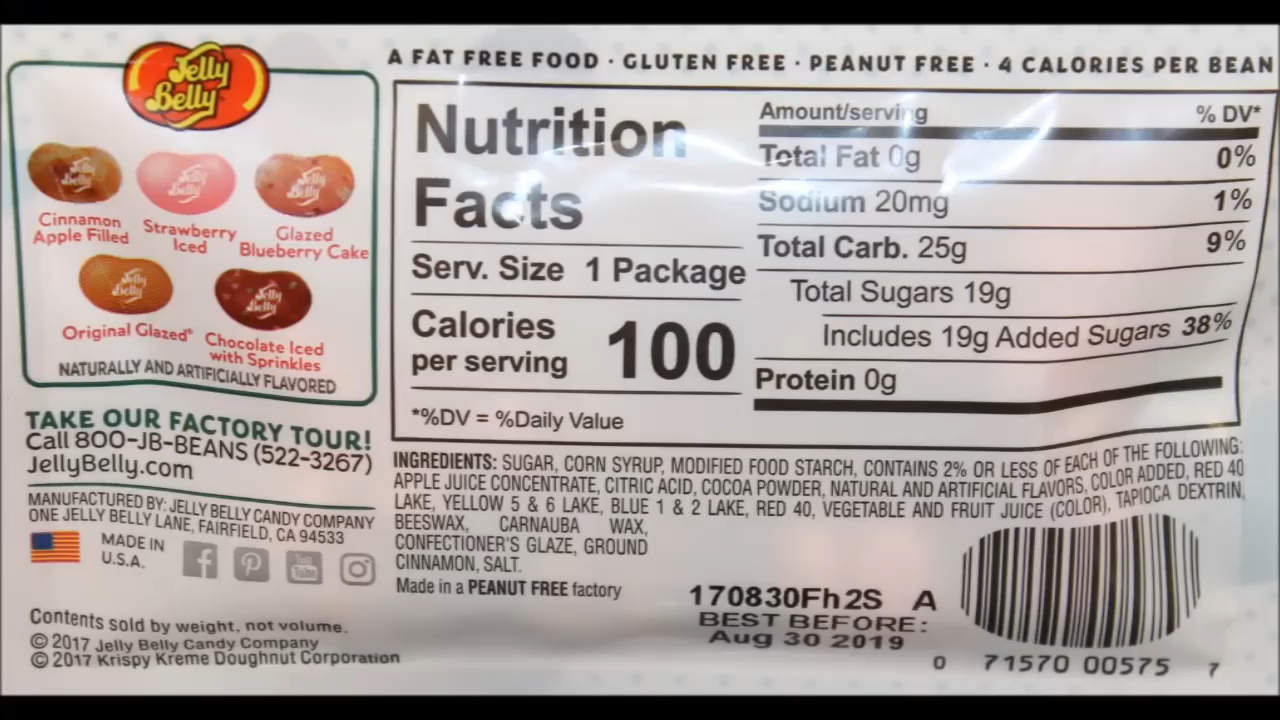 Jelly Belly
Cinnamon Apple Filled
Strawberry Iced
Glazed Blueberry Cake
Original Glazed®
Chocolate Iced with Sprinkles
NATURALLY AND ARTIFICIALLY FLAVORED
TAKE OUR FACTORY TOUR!
Call 800-JB-BEANS (522-3267)
JellyBelly.com
MANUFACTURED BY: JELLY BELLY CANDY COMPANY
ONE JELLY BELLY LANE, FAIRFIELD, CA 94533
MADE IN
U.S.A.
Contents sold by weight, not volume.
© 2017 Jelly Belly Candy Company
© 2017 Krispy Kreme Doughnut Corporation
A FAT FREE FOOD · GLUTEN FREE · PEANUT FREE · 4 CALORIES PER BEAN
Nutrition
Facts
Serv. Size 1 Package
Calories
per serving 100
*%DV = %Daily Value
Amount/serving % DV*
Total Fat 0g 0%
Sodium 20mg 1%
Total Carb. 25g 9%
Total Sugars 19g
Includes 19g Added Sugars 38%
Protein 0g
INGREDIENTS: SUGAR, CORN SYRUP, MODIFIED FOOD STARCH, CONTAINS 2% OR LESS OF EACH OF THE FOLLOWING:
APPLE JUICE CONCENTRATE, CITRIC ACID, COCOA POWDER, NATURAL AND ARTIFICIAL FLAVORS, COLOR ADDED, RED 40
LAKE, YELLOW 5 & 6 LAKE, BLUE 1 & 2 LAKE, RED 40, VEGETABLE AND FRUIT JUICE (COLOR), TAPIOCA DEXTRIN,
BEESWAX, CARNAUBA WAX,
CONFECTIONER'S GLAZE, GROUND
CINNAMON, SALT.
Made in a PEANUT FREE factory
170830Fh2S A
BEST BEFORE:
Aug 30 2019
0 71570 00575 7